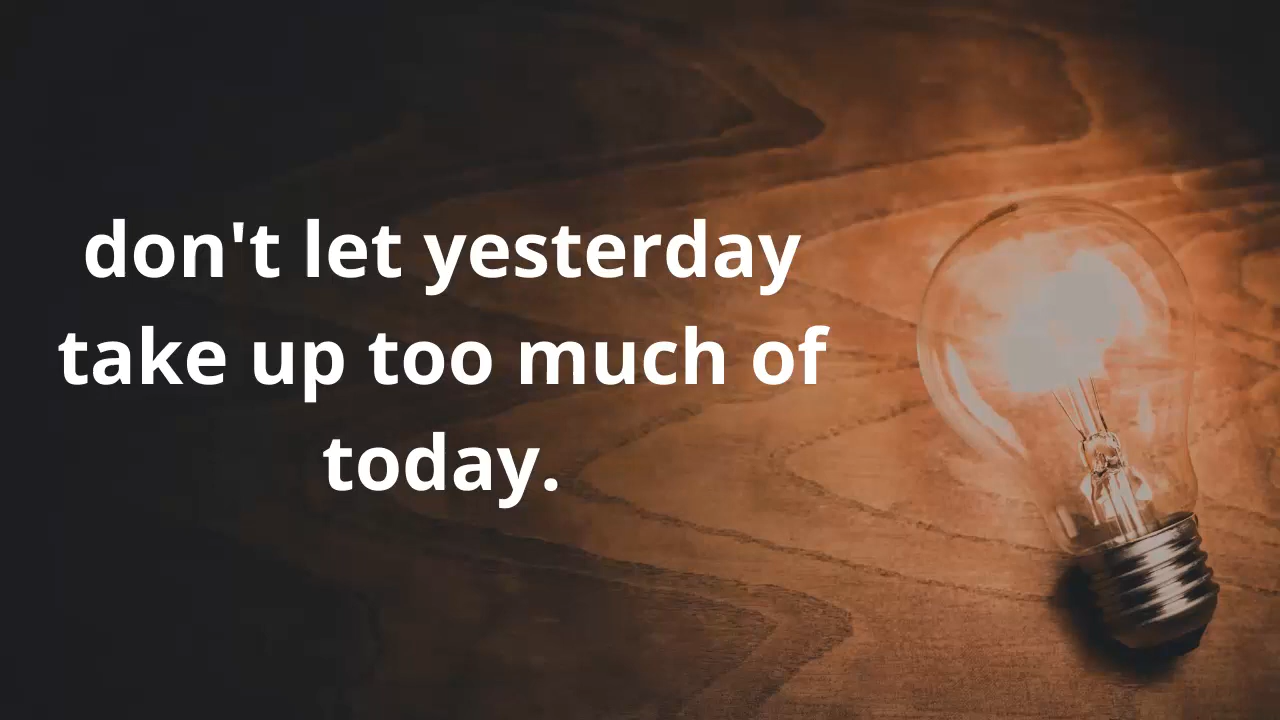 don't let yesterday
take up too much of
today.